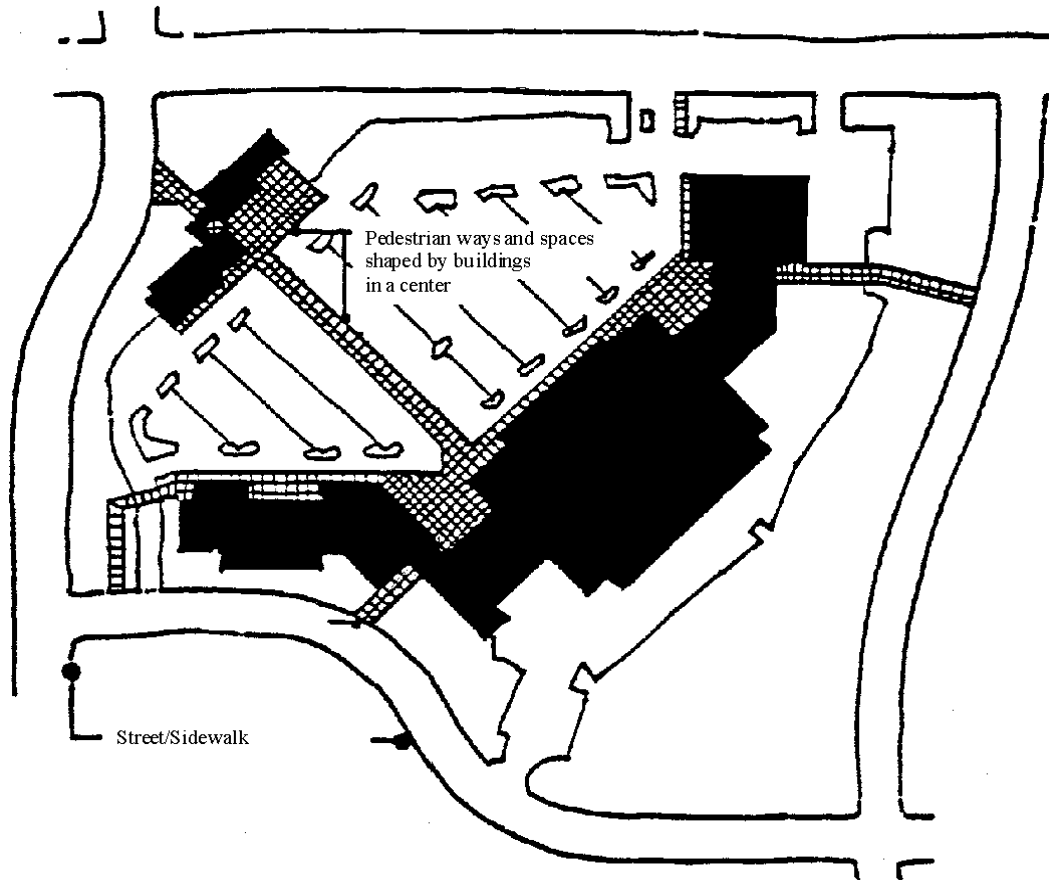 Pedestrian ways and spaces
shaped by buildings
in a center
Street/Sidewalk